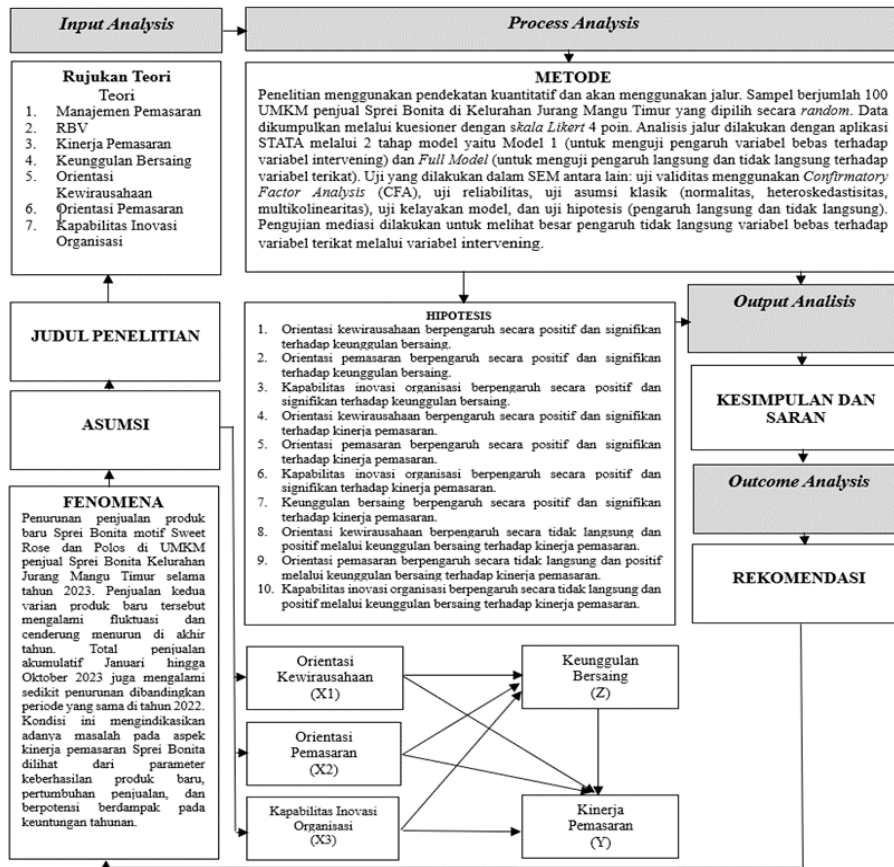 Input Analysis
Process Analysis
Rujukan Teori
Teori
1. Manajemen Pemasaran
2. RBV
3. Kinerja Pemasaran
4. Keunggulan Bersaing
5. Orientasi
Kewirausahaan
6. Orientasi Pemasaran
7. Kapabilitas Inovasi
Organisasi
METODE
Penelitian menggunakan pendekatan kuantitatif dan akan menggunakan jalur. Sampel berjumlah 100
UMKM penjual Sprei Bonita di Kelurahan Jurang Mangu Timur yang dipilih secara random. Data
dikumpulkan melalui kuesioner dengan skala Likert 4 poin. Analisis jalur dilakukan dengan aplikasi
STATA melalui 2 tahap model yaitu Model 1 (untuk menguji pengaruh variabel bebas terhadap
variabel intervening) dan Full Model (untuk menguji pengaruh langsung dan tidak langsung terhadap
variabel terikat). Uji yang dilakukan dalam SEM antara lain: uji validitas menggunakan Confirmatory
Factor Analysis (CFA), uji reliabilitas, uji asumsi klasik (normalitas, heteroskedastisitas,
multikolinearitas), uji kelayakan model, dan uji hipotesis (pengaruh langsung dan tidak langsung).
Pengujian mediasi dilakukan untuk melihat besar pengaruh tidak langsung variabel bebas terhadap
variabel terikat melalui variabel intervening.
JUDUL PENELITIAN
ASUMSI
HIPOTESIS
1. Orientasi kewirausahaan berpengaruh secara positif dan signifikan
terhadap keunggulan bersaing.
2. Orientasi pemasaran berpengaruh secara positif dan signifikan
terhadap keunggulan bersaing.
3. Kapabilitas inovasi organisasi berpengaruh secara positif dan
signifikan terhadap keunggulan bersaing.
4. Orientasi kewirausahaan berpengaruh secara positif dan signifikan
terhadap kinerja pemasaran.
5. Orientasi pemasaran berpengaruh secara positif dan signifikan
terhadap kinerja pemasaran.
6. Kapabilitas inovasi organisasi berpengaruh secara positif dan
signifikan terhadap kinerja pemasaran.
7. Keunggulan bersaing berpengaruh secara positif dan signifikan
terhadap kinerja pemasaran.
8. Orientasi kewirausahaan berpengaruh secara tidak langsung dan
positif melalui keunggulan bersaing terhadap kinerja pemasaran.
9. Orientasi pemasaran berpengaruh secara tidak langsung dan positif
melalui keunggulan bersaing terhadap kinerja pemasaran.
10. Kapabilitas inovasi organisasi berpengaruh secara tidak langsung dan
positif melalui keunggulan bersaing terhadap kinerja pemasaran.
Output Analisis
KESIMPULAN DAN
SARAN
Outcome Analysis
REKOMENDASI
FENOMENA
Penurunan penjualan produk
baru Sprei Bonita motif Sweet
Rose dan Polos di UMKM
penjual Sprei Bonita Kelurahan
Jurang Mangu Timur selama
tahun 2023. Penjualan kedua
varian produk baru tersebut
mengalami fluktuasi dan
cenderung menurun di akhir
tahun. Total penjualan
akumulatif Januari hingga
Oktober 2023 juga mengalami
sedikit penurunan dibandingkan
periode yang sama di tahun 2022.
Kondisi ini mengindikasikan
adanya masalah pada aspek
kinerja pemasaran Sprei Bonita
dilihat dari parameter
keberhasilan produk baru,
pertumbuhan penjualan, dan
berpotensi berdampak pada
keuntungan tahunan.
Orientasi
Kewirausahaan
(X1)
Keunggulan
Bersaing
(Z)
Orientasi
Pemasaran
(X2)
Kapabilitas Inovasi
Organisasi
(X3)
Kinerja
Pemasaran
(Y)